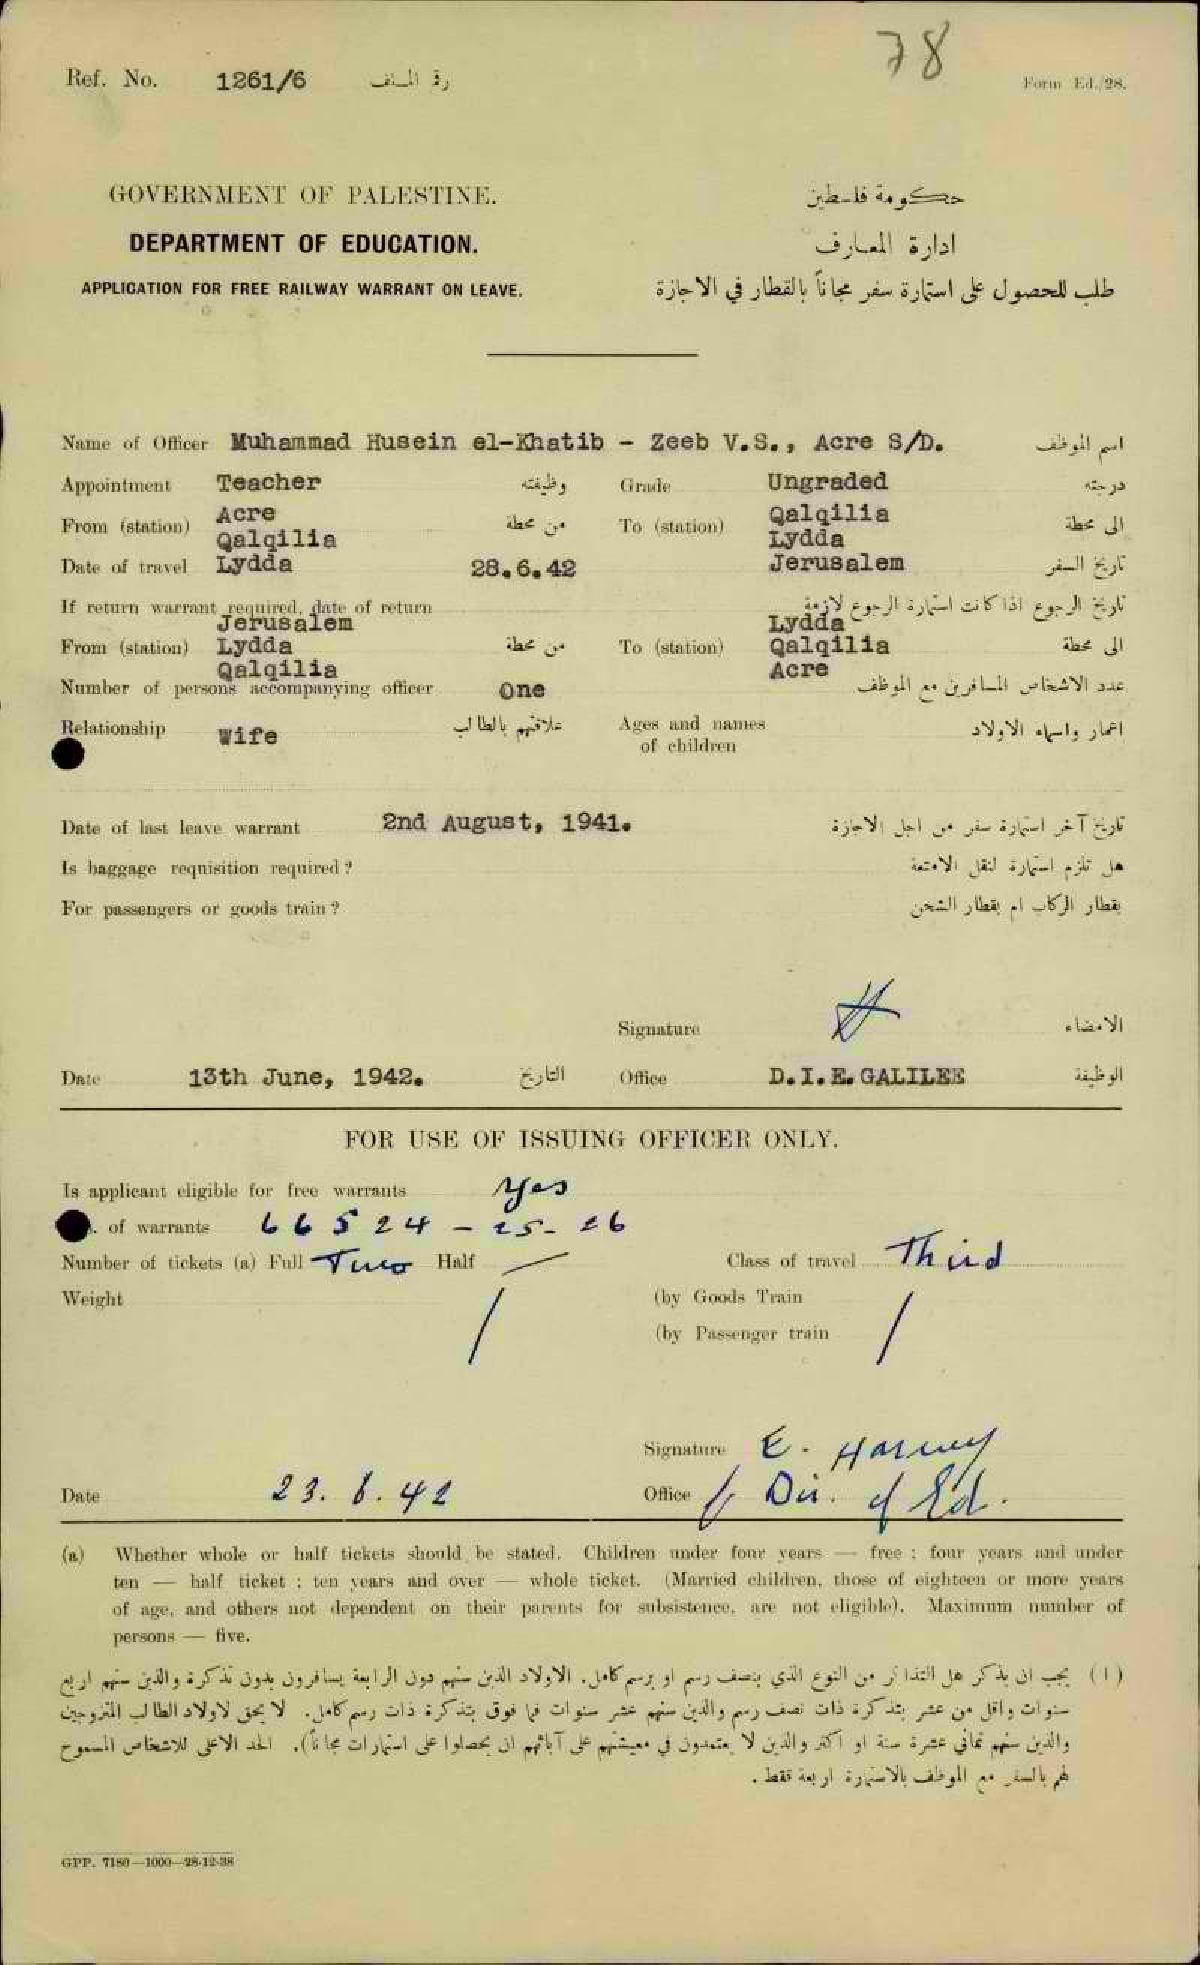 78
Ref. No. 1261/6 رقم الملف
Form Ed./28.
GOVERNMENT OF PALESTINE. حكومة فلسطين
DEPARTMENT OF EDUCATION. ادارة المعارف
APPLICATION FOR FREE RAILWAY WARRANT ON LEAVE. طلب للحصول على استمارة سفر مجاناً بالقطار في الاجازة
Name of Officer Muhammad Husein el-Khatib - Zeeb V.S., Acre S/D. اسم الموظف
Appointment Teacher وظيفته Grade Ungraded درجته
Acre Qalqilia
From (station) من محطة To (station) الى محطة
Qalqilia Lydda
Date of travel Lydda 28.6.42 Jerusalem تاريخ السفر
If return warrant required, date of return تاريخ الرجوع اذا كانت استمارة الرجوع لازمة
Jerusalem Lydda
From (station) Lydda من محطة To (station) Qalqilia الى محطة
Qalqilia Acre
Number of persons accompanying officer One عدد الاشخاص المسافرين مع الموظف
Relationship Wife علاقتهم بالطالب Ages and names of children اعمار واسماء الاولاد
Date of last leave warrant 2nd August, 1941. تاريخ آخر استمارة سفر من اجل الاجازة
Is baggage requisition required? هل تلزم استمارة لنقل الامتعة
For passengers or goods train? بقطار الركاب ام بقطار الشحن
Signature الامضاء
Date 13th June, 1942. التاريخ Office D.I.E. GALILEE الوظيفة
FOR USE OF ISSUING OFFICER ONLY.
Is applicant eligible for free warrants yes
. of warrants 66524 - 25 - 26
Number of tickets (a) Full Two Half — Class of travel Third
Weight / (by Goods Train /
(by Passenger train
Signature E. Harvey
Date 23.6.42 Office f Dir. of Ed.
(a) Whether whole or half tickets should be stated. Children under four years — free ; four years and under
ten — half ticket ; ten years and over — whole ticket. (Married children, those of eighteen or more years
of age, and others not dependent on their parents for subsistence, are not eligible). Maximum number of
persons — five.
(١) يجب ان يذكر هل التذاكر من النوع الذي بنصف رسم او برسم كامل. الاولاد الذين سنهم دون الرابعة يسافرون بدون تذكرة والذين سنهم اربع
سنوات واقل من عشر بتذكرة ذات نصف رسم والذين سنهم عشر سنوات فما فوق بتذكرة ذات رسم كامل. لا يحق لاولاد الطالب المتزوجين
والذين سنهم ثماني عشرة سنة او اكثر والذين لا يعتمدون في معيشتهم على آبائهم ان يحصلوا على استمارات مجاناً). الحد الاعلى للاشخاص المسموح
لهم بالسفر مع الموظف بالاستمارة اربعة فقط.
GPP. 7180—1000—28-12-38